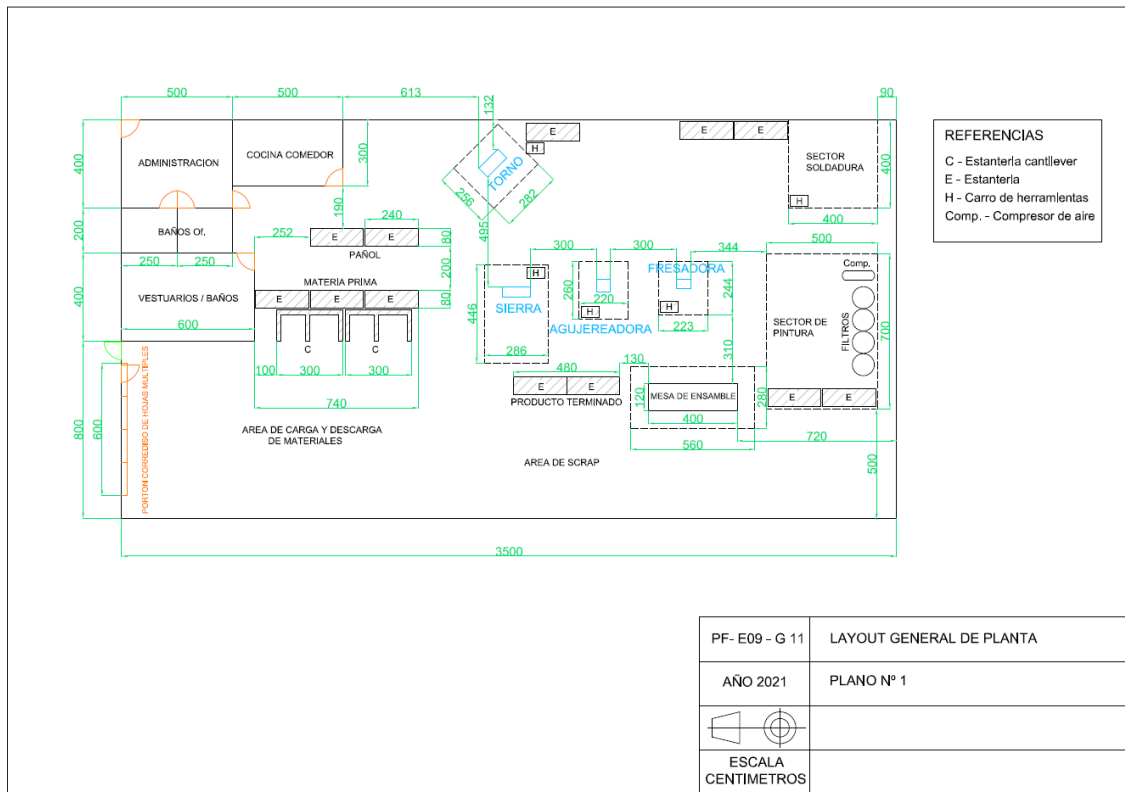 500
500
613
132
90
400
ADMINISTRACION
COCINA COMEDOR
300
TORNO
256
282
E
H
E
E
SECTOR
SOLDADURA
H
400
400
REFERENCIAS
C - Estantería cantilever
E - Estantería
H - Carro de herramientas
Comp. - Compresor de aire
200
BAÑOS Of.
250
250
190
240
252
E
E
80
PAÑOL
200
495
300
300
344
500
400
VESTUARIOS / BAÑOS
600
MATERIA PRIMA
E
E
E
80
C
C
100
300
300
740
446
H
SIERRA
286
260
220
H
AGUJEREADORA
FRESADORA
H
244
223
310
Comp.
SECTOR DE
PINTURA
FILTROS
700
E
E
800
600
PORTON CORREDISO DE HOJAS MULTIPLES
AREA DE CARGA Y DESCARGA
DE MATERIALES
480
E
E
PRODUCTO TERMINADO
130
120
MESA DE ENSAMBLE
400
280
560
720
500
AREA DE SCRAP
3500
PF- E09 - G 11
LAYOUT GENERAL DE PLANTA
AÑO 2021
PLANO Nº 1
ESCALA
CENTIMETROS